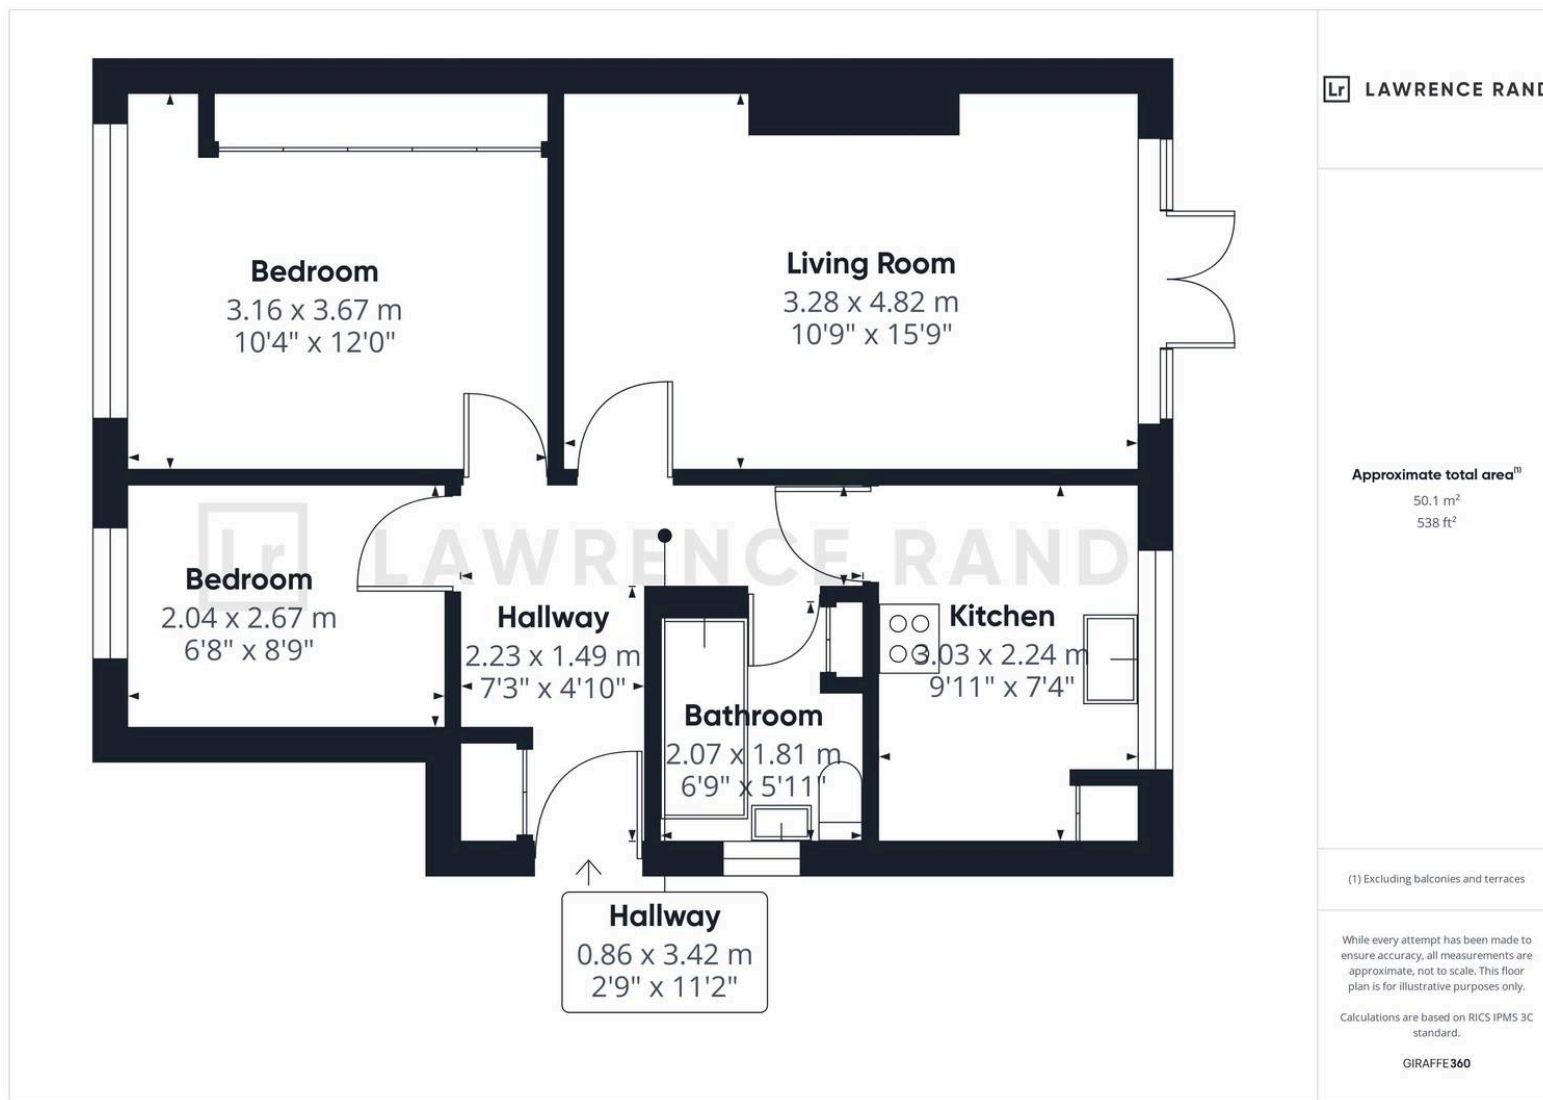 Bedroom
3.16 x 3.67 m
10'4" x 12'0"
Living Room
3.28 x 4.82 m
10'9" x 15'9"
Lr LAWRENCE RAND
Bedroom
2.04 x 2.67 m
6'8" x 8'9"
Hallway
2.23 x 1.49 m
7'3" x 4'10"
Kitchen
3.03 x 2.24 m
9'11" x 7'4"
Bathroom
2.07 x 1.81 m
6'9" x 5'11"
Hallway
0.86 x 3.42 m
2'9" x 11'2"
Lr LAWRENCE RAND
Approximate total area(1)
50.1 m²
538 ft²
(1) Excluding balconies and terraces
While every attempt has been made to
ensure accuracy, all measurements are
approximate, not to scale. This floor
plan is for illustrative purposes only.
Calculations are based on RICS IPMS 3C
standard.
GIRAFFE360